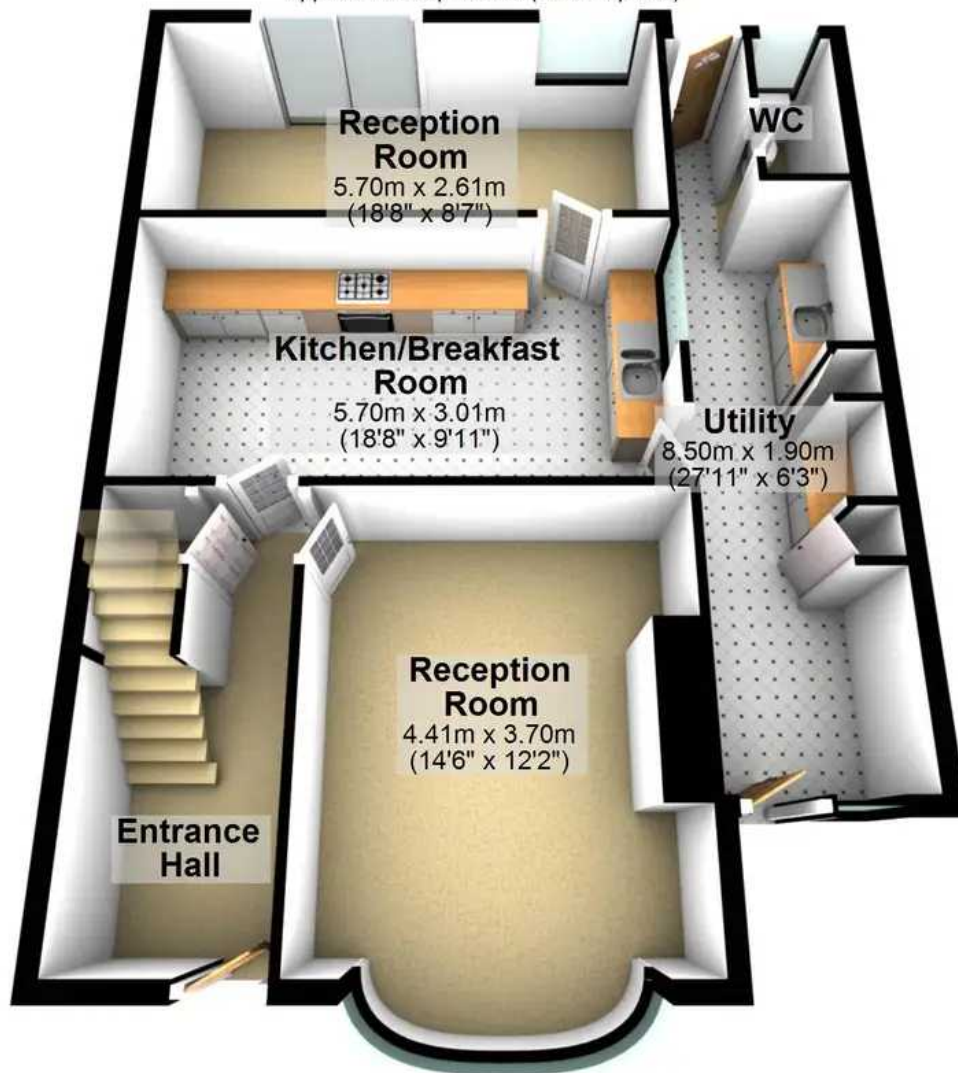 Reception
Room
5.70m x 2.61m
(18'8" x 8'7")
WC
Kitchen/Breakfast
Room
5.70m x 3.01m
(18'8" x 9'11")
Utility
8.50m x 1.90m
(27'11" x 6'3")
Reception
Room
4.41m x 3.70m
(14'6" x 12'2")
Entrance
Hall